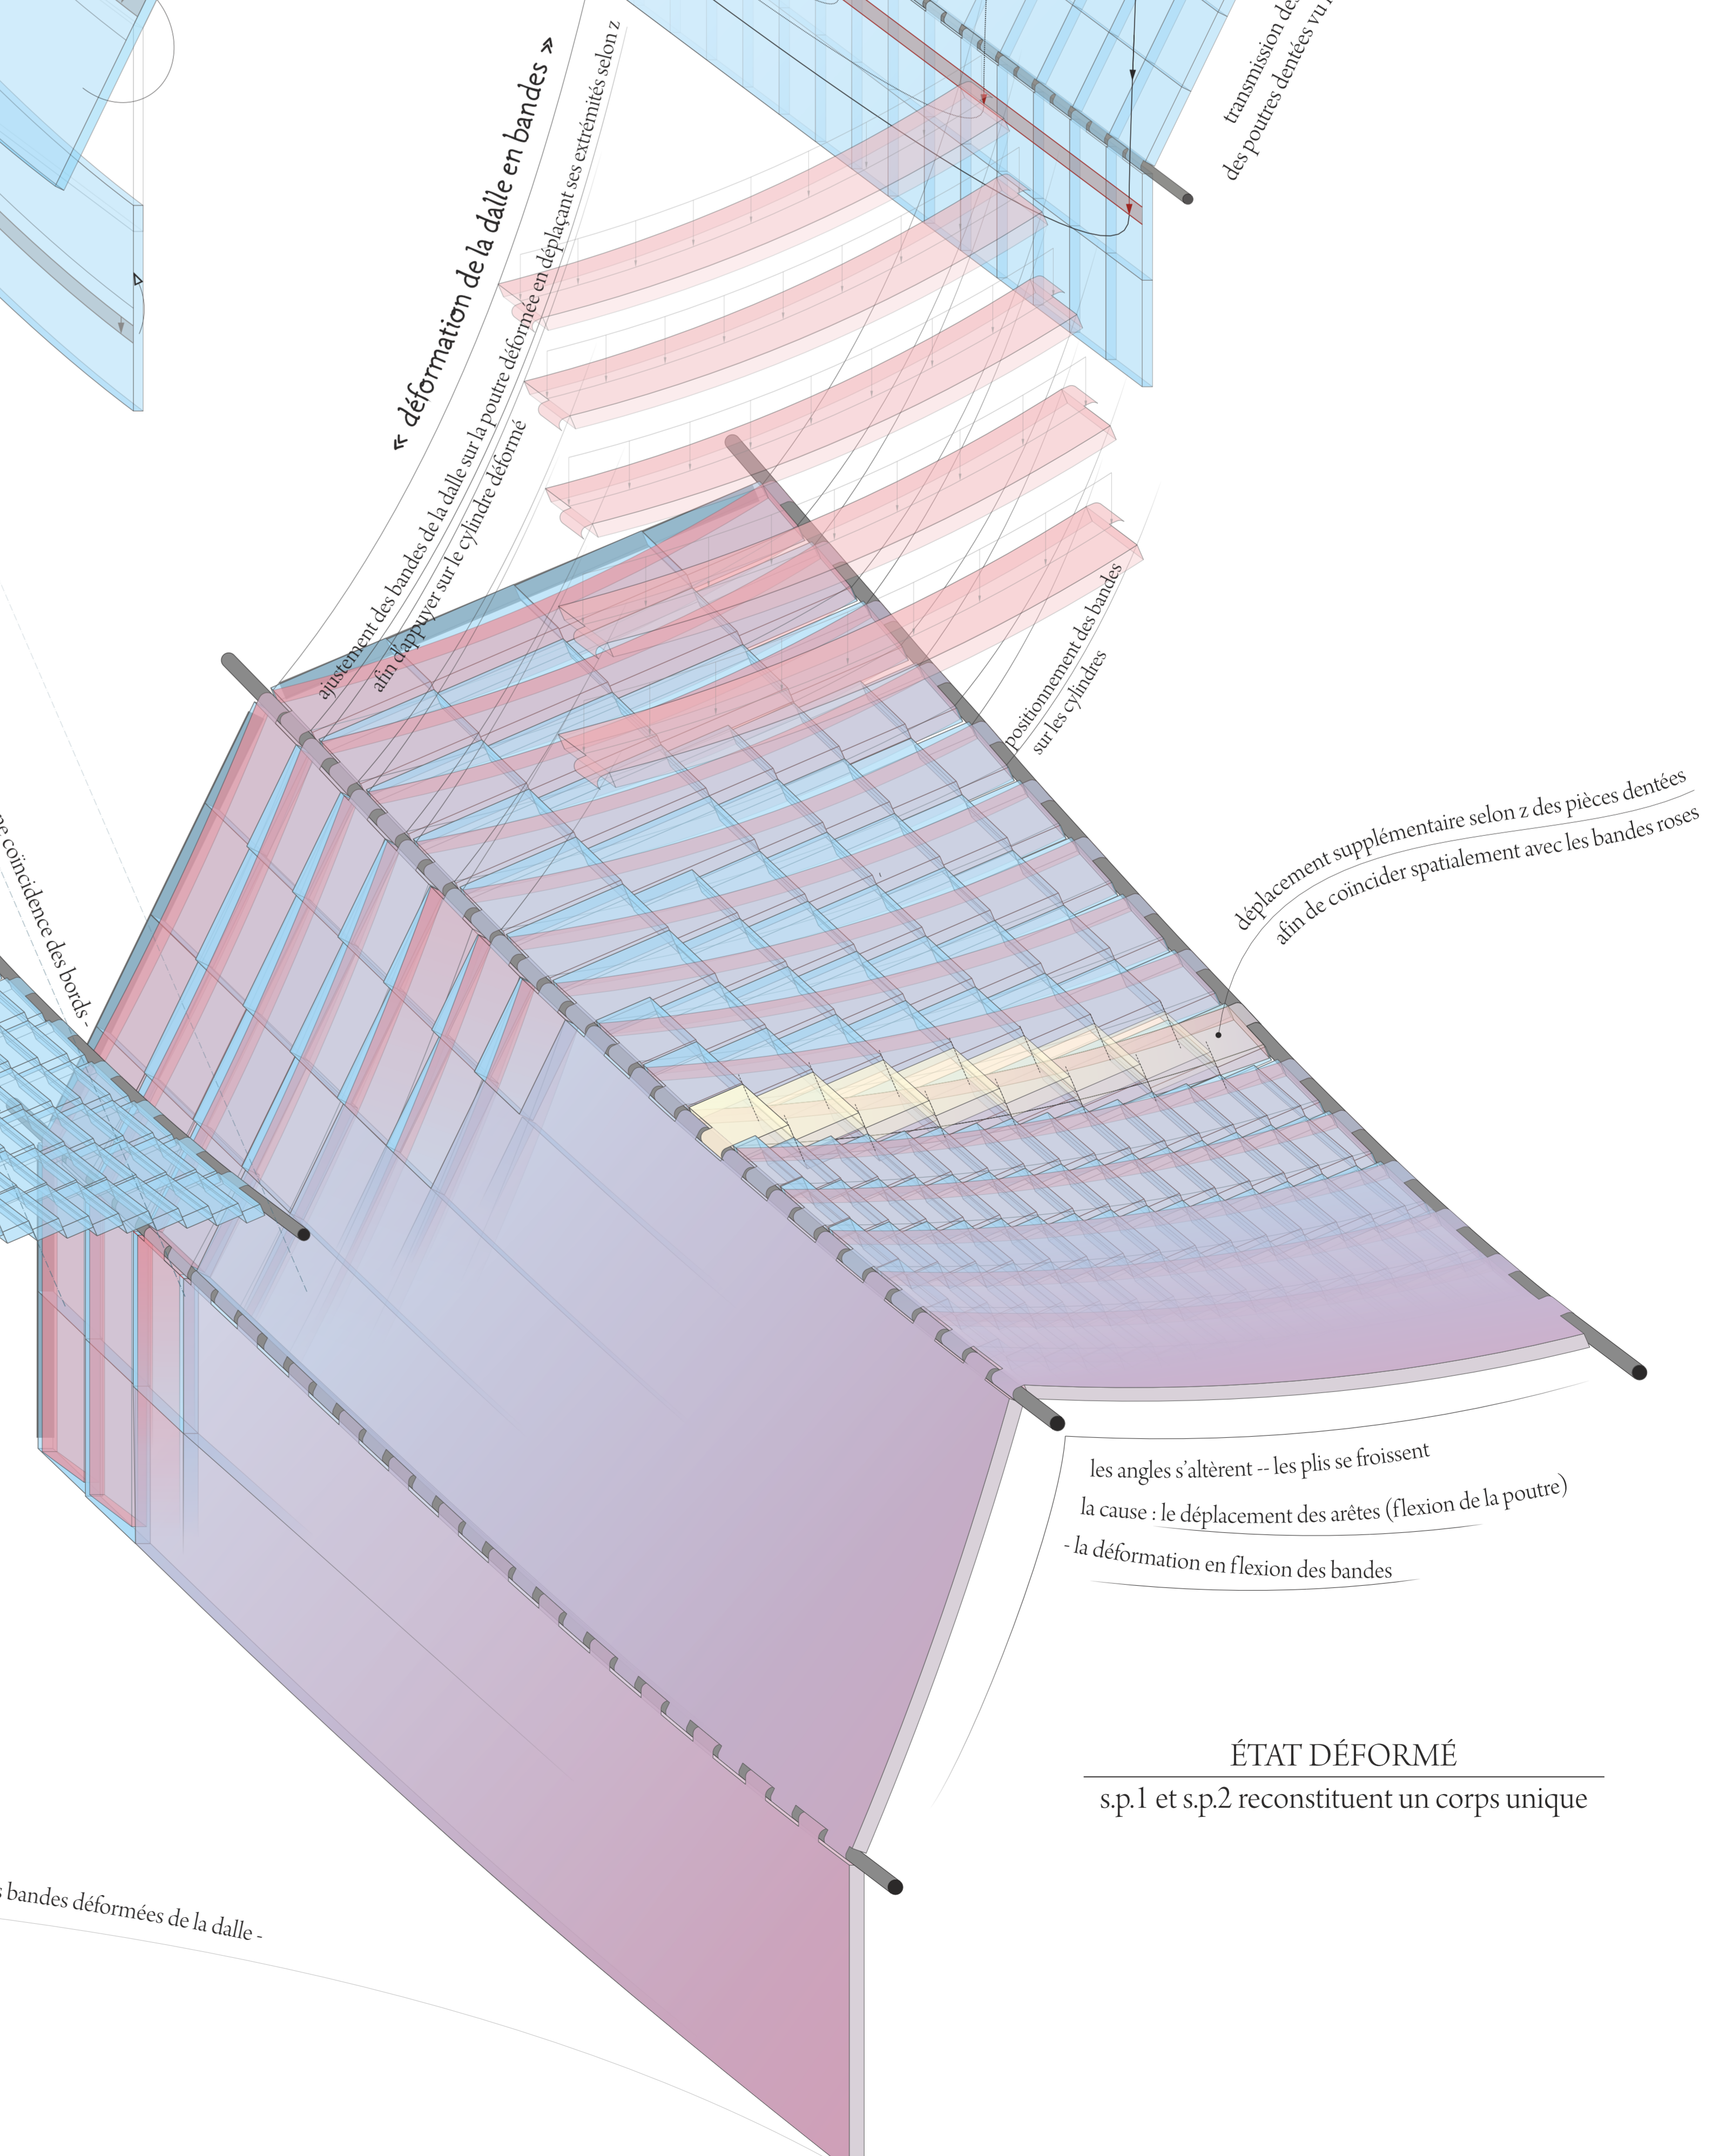 « déformation de la dalle en bandes »
ajustement des bandes de la dalle sur la poutre déformée en déplaçant ses extrémités selon z
afin d'appuyer sur le cylindre déformé
transmission
des poutres dentées vu
positionnement des bandes
sur les cylindres
déplacement supplémentaire selon z des pièces dentées
afin de coïncider spatialement avec les bandes roses
coïncidence des bords -
les angles s'altèrent -- les plis se froissent
la cause : le déplacement des arêtes (flexion de la poutre)
- la déformation en flexion des bandes
ÉTAT DÉFORMÉ
s.p.1 et s.p.2 reconstituent un corps unique
bandes déformées de la dalle -